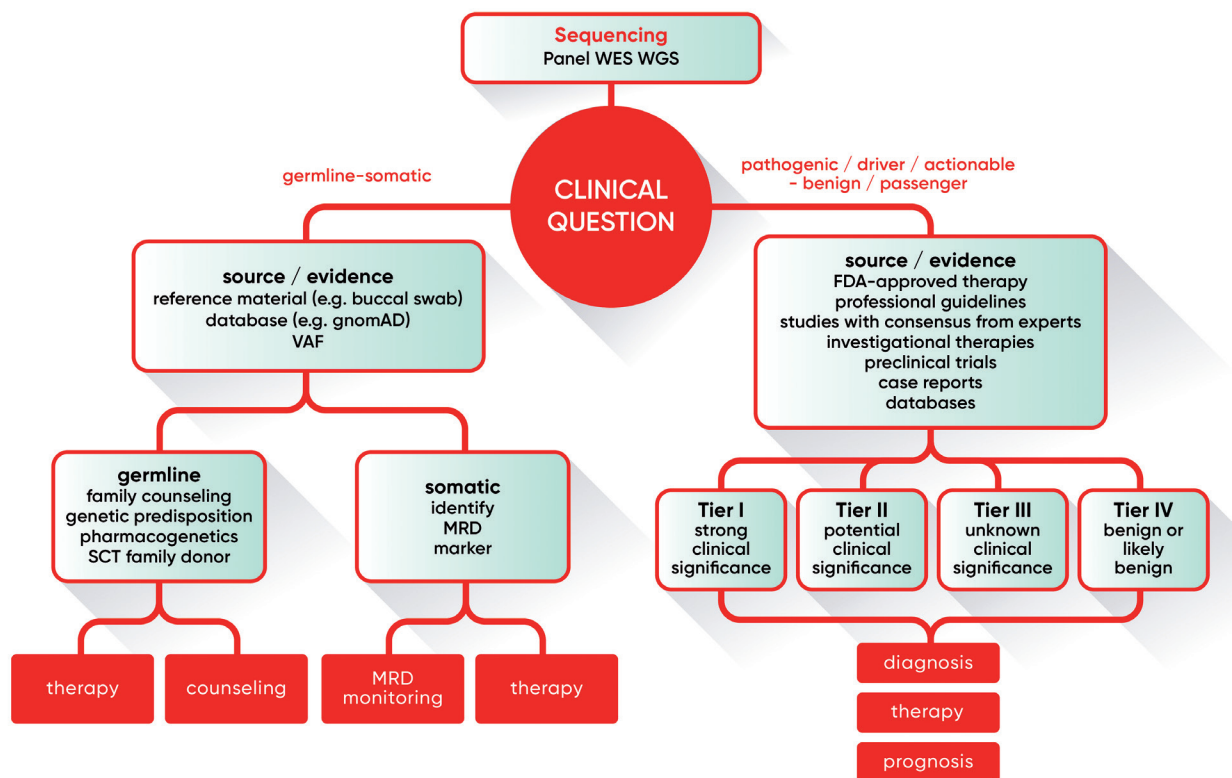 Sequencing
Panel WES WGS
CLINICAL
QUESTION
germline-somatic
pathogenic / driver / actionable
- benign / passenger
source / evidence
reference material (e.g. buccal swab)
database (e.g. gnomAD)
VAF
source / evidence
FDA-approved therapy
professional guidelines
studies with consensus from experts
investigational therapies
preclinical trials
case reports
databases
germline
family counseling
genetic predisposition
pharmacogenetics
SCT family donor
somatic
identify
MRD
marker
Tier I
strong
clinical
significance
Tier II
potential
clinical
significance
Tier III
unknown
clinical
significance
Tier IV
benign or
likely
benign
therapy
counseling
MRD
monitoring
therapy
diagnosis
therapy
prognosis